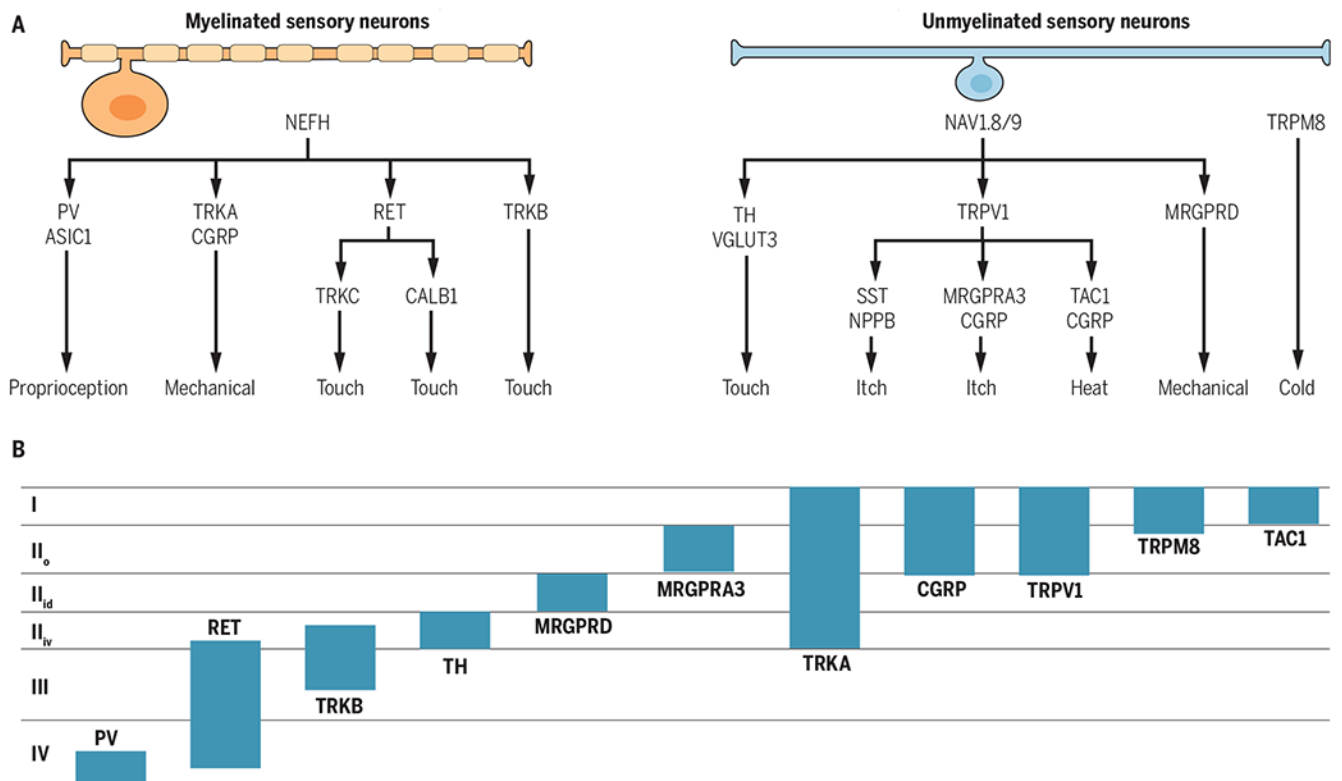 A
Myelinated sensory neurons
Unmyelinated sensory neurons
NEFH
NAV1.8/9
TRPM8
PV
ASIC1
TRKA
CGRP
RET
TRKB
TH
VGLUT3
TRPV1
MRGPRD
TRKC
CALB1
SST
NPPB
MRGPRA3
CGRP
TAC1
CGRP
Proprioception
Mechanical
Touch
Touch
Touch
Touch
Itch
Itch
Heat
Mechanical
Cold
B
I
IIo
IIid
IIiv
III
IV
PV
RET
TRKB
TH
MRGPRD
MRGPRA3
TRKA
CGRP
TRPV1
TRPM8
TAC1